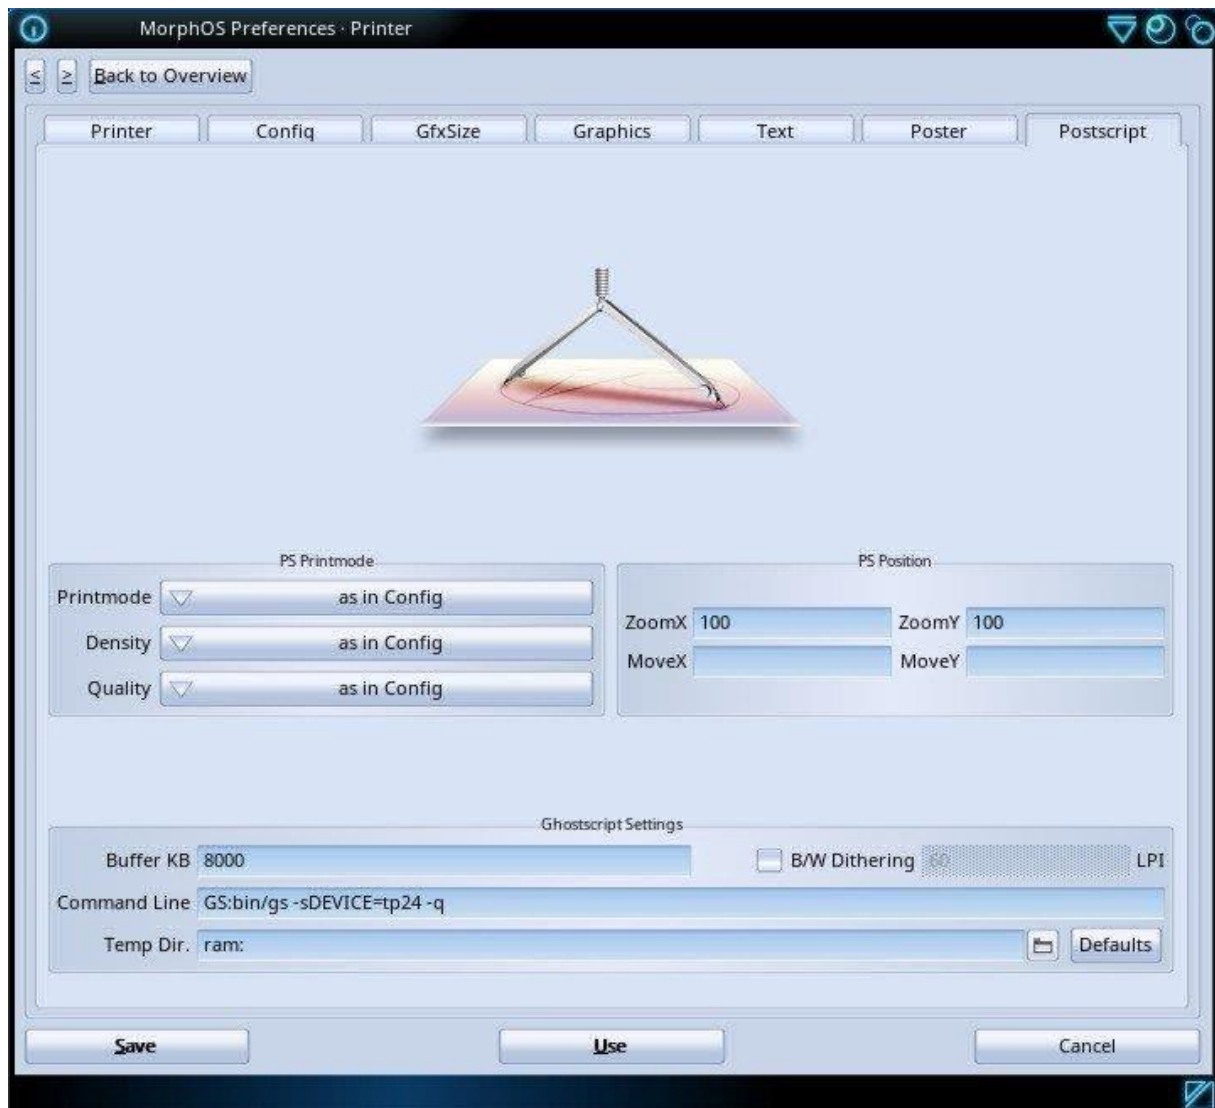 MorphOS Preferences · Printer
≤ ≥ Back to Overview
Printer Config GfxSize Graphics Text Poster Postscript
PS Printmode
Printmode as in Config
Density as in Config
Quality as in Config
PS Position
ZoomX 100 ZoomY 100
MoveX MoveY
Ghostscript Settings
Buffer KB 8000 B/W Dithering 60 LPI
Command Line GS:bin/gs -sDEVICE=tp24 -q
Temp Dir. ram: Defaults
Save Use Cancel